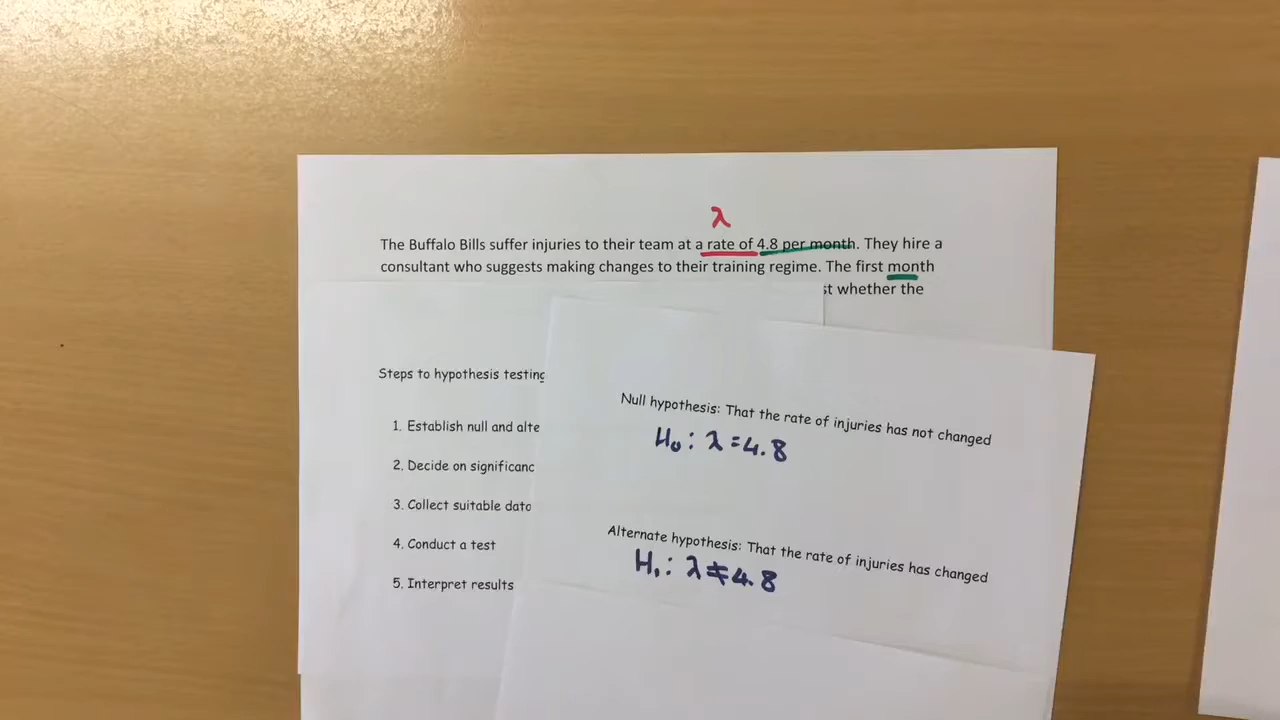 λ
The Buffalo Bills suffer injuries to their team at a rate of 4.8 per month. They hire a
consultant who suggests making changes to their training regime. The first month
whether the
Steps to hypothesis testing
1. Establish null and
2. Decide on
3. Collect suitable
4. Conduct a test
5. Interpret results
Null hypothesis: That the rate of injuries has not changed
H₀: λ=4.8
Alternate hypothesis: That the rate of injuries has changed
H₁: λ≠4.8